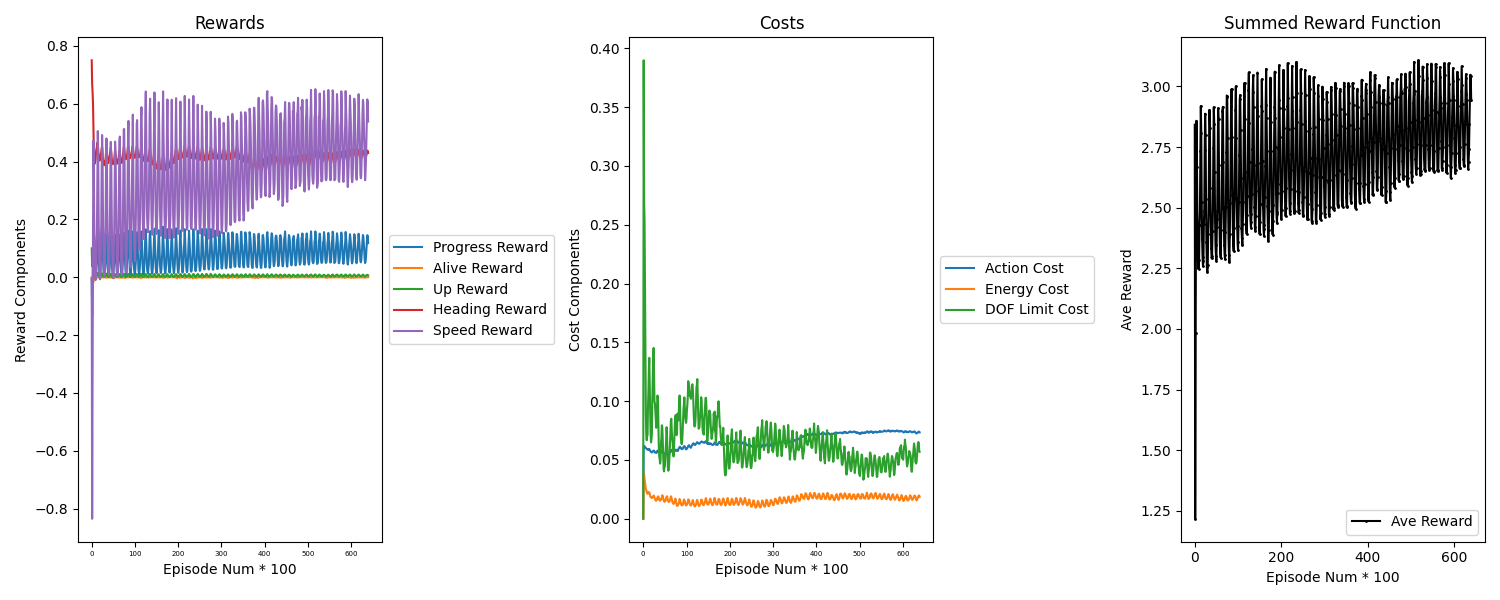 Rewards
0.8
0.6
0.4
0.2
0.0
−0.2
−0.4
−0.6
−0.8
Reward Components
0 100 200 300 400 500 600
Episode Num * 100
Progress Reward
Alive Reward
Up Reward
Heading Reward
Speed Reward
Costs
0.40
0.35
0.30
0.25
0.20
0.15
0.10
0.05
0.00
Cost Components
0 100 200 300 400 500 600
Episode Num * 100
Action Cost
Energy Cost
DOF Limit Cost
Summed Reward Function
3.00
2.75
2.50
2.25
2.00
1.75
1.50
1.25
Ave Reward
0 200 400 600
Episode Num * 100
Ave Reward